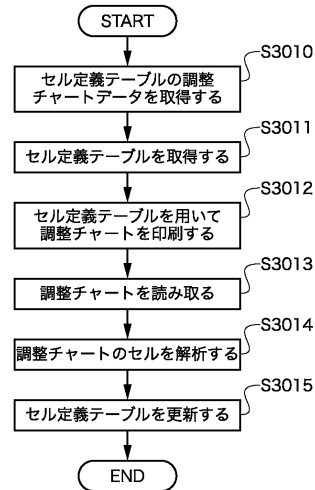 START
S3010
セル定義テーブルの調整
チャートデータを取得する
S3011
セル定義テーブルを取得する
S3012
セル定義テーブルを用いて
調整チャートを印刷する
S3013
調整チャートを読み取る
S3014
調整チャートのセルを解析する
S3015
セル定義テーブルを更新する
END